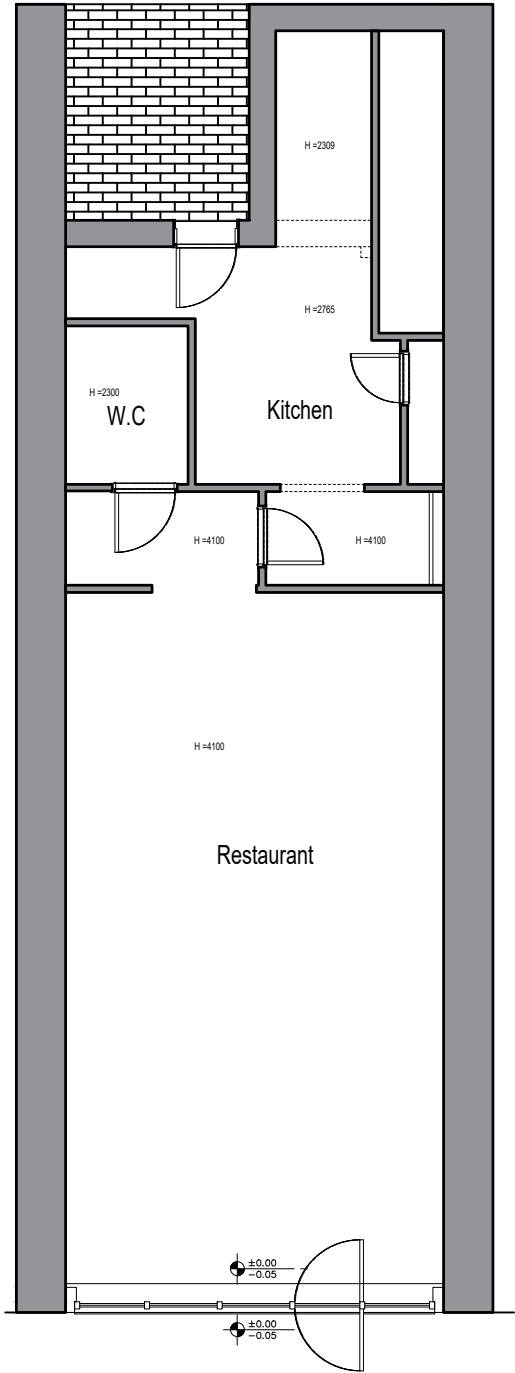 H =2309
H =2765
H =2300
W.C
Kitchen
H =4100
H =4100
H =4100
Restaurant
±0.00
−0.05
±0.00
−0.05